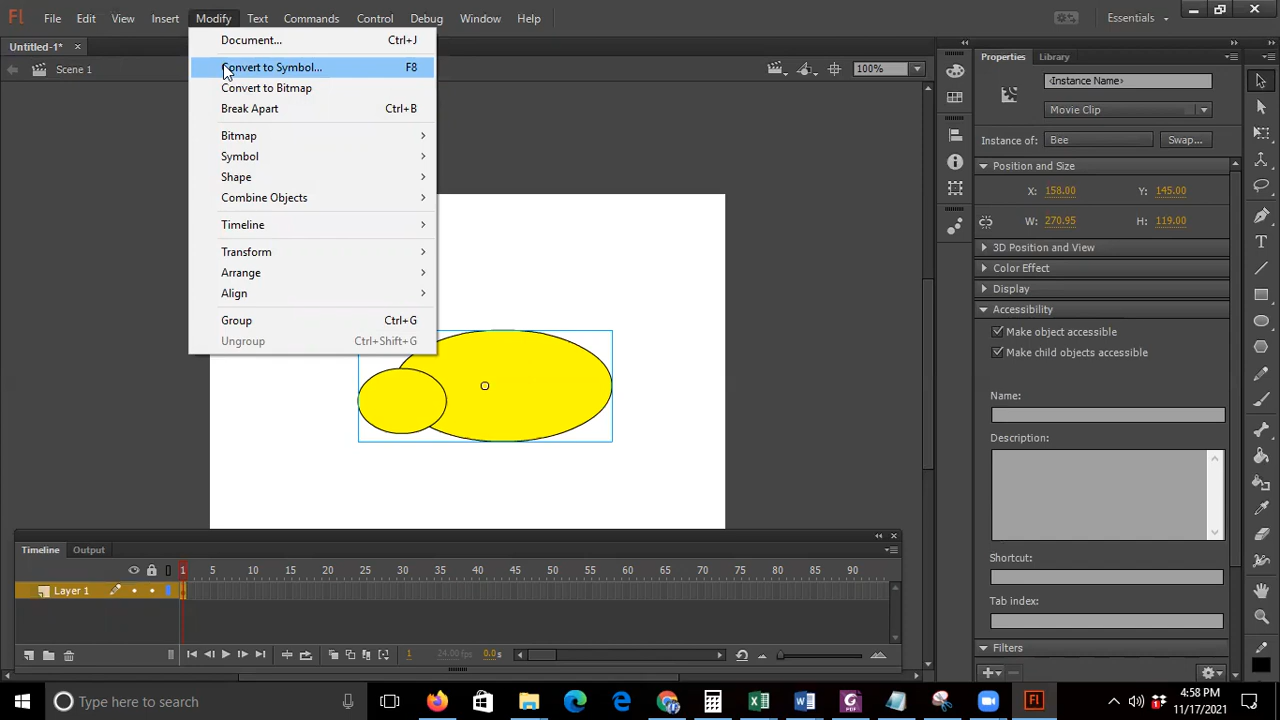 Fl File Edit View Insert Modify Text Commands Control Debug Window Help Essentials
Untitled-1* ×
Scene 1 100%
Document... Ctrl+J
Convert to Symbol... F8
Convert to Bitmap
Break Apart Ctrl+B
Bitmap
Symbol
Shape
Combine Objects
Timeline
Transform
Arrange
Align
Group Ctrl+G
Ungroup Ctrl+Shift+G
Properties Library
<Instance Name>
Movie Clip
Instance of: Bee Swap...
Position and Size
X: 158.00 Y: 145.00
W: 270.95 H: 119.00
3D Position and View
Color Effect
Display
Accessibility
Make object accessible
Make child objects accessible
Name:
Description:
Shortcut:
Tab index:
Filters
Timeline Output
1 5 10 15 20 25 30 35 40 45 50 55 60 65 70 75 80 85 90
Layer 1
1 24.00 fps 0.0s
Type here to search
Fl
4:58 PM
11/17/2021